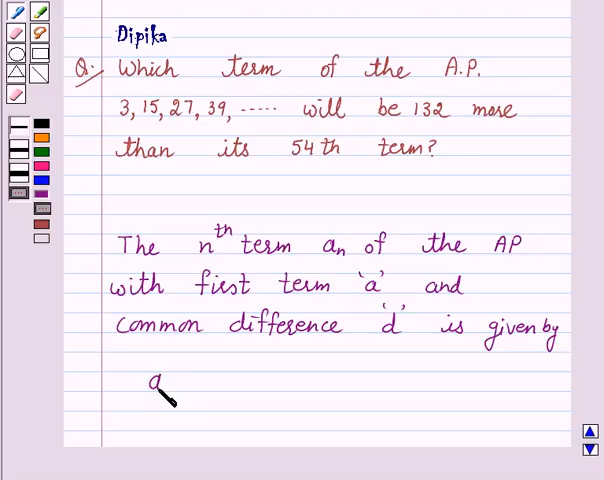 Dipika
Q. Which term of the A.P.
3, 15, 27, 39, ..... will be 132 more
than its 54th term?
The nth term an of the AP
with first term 'a' and
common difference 'd' is given by
a